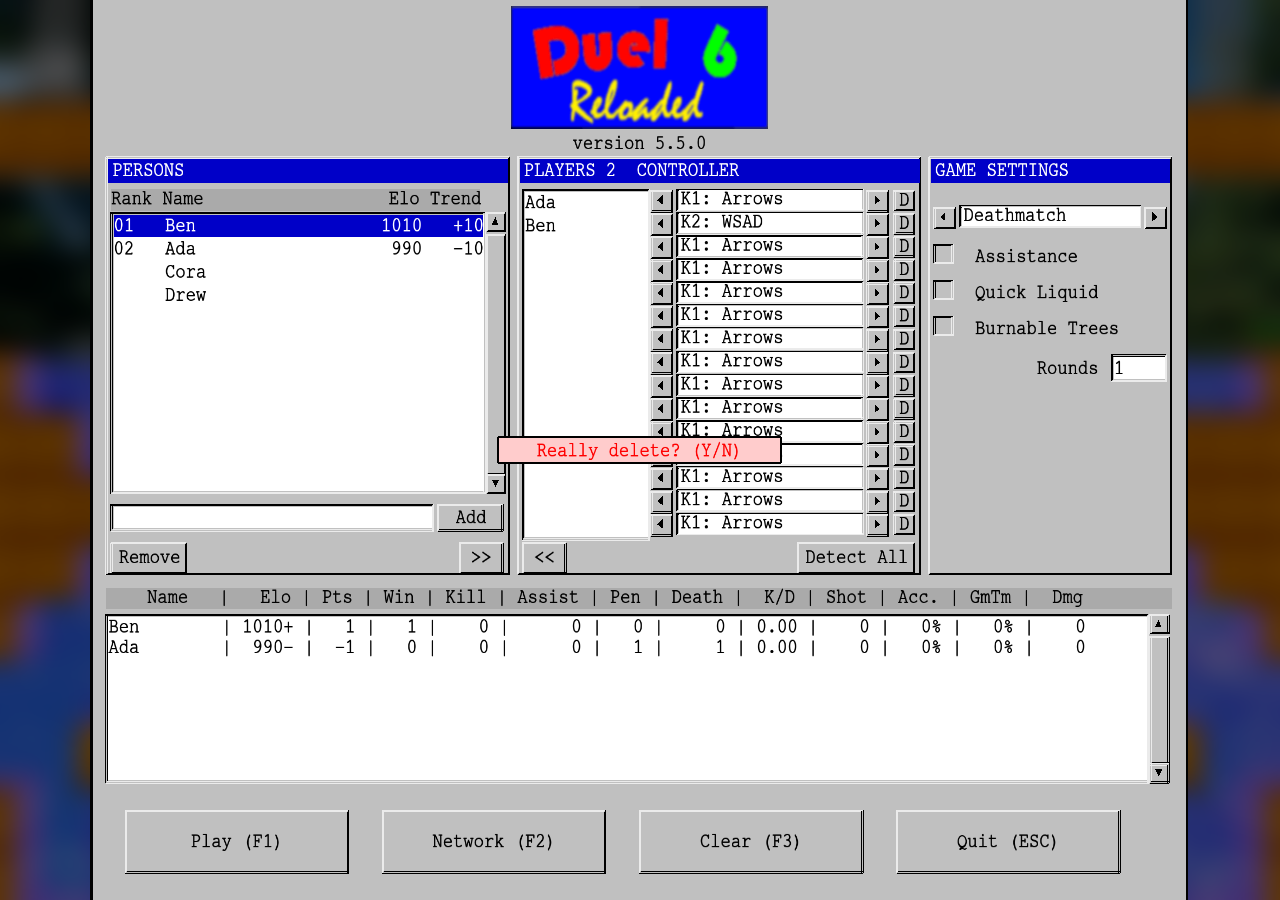 Duel 6
Reloaded
version 5.5.0
PERSONS
Rank Name Elo Trend
01 Ben 1010 +10
02 Ada 990 -10
Cora
Drew
Add
Remove >>
PLAYERS 2 CONTROLLER
Ada K1: Arrows D
Ben K2: WSAD D
K1: Arrows D
K1: Arrows D
K1: Arrows D
K1: Arrows D
K1: Arrows D
K1: Arrows D
K1: Arrows D
K1: Arrows D
K1: Arrows D
D
K1: Arrows D
K1: Arrows D
K1: Arrows D
<< Detect All
Really delete? (Y/N)
GAME SETTINGS
Deathmatch
Assistance
Quick Liquid
Burnable Trees
Rounds 1
Name | Elo | Pts | Win | Kill | Assist | Pen | Death | K/D | Shot | Acc. | GmTm | Dmg
Ben | 1010+ | 1 | 1 | 0 | 0 | 0 | 0 | 0.00 | 0 | 0% | 0% | 0
Ada | 990- | -1 | 0 | 0 | 0 | 1 | 1 | 0.00 | 0 | 0% | 0% | 0
Play (F1) Network (F2) Clear (F3) Quit (ESC)